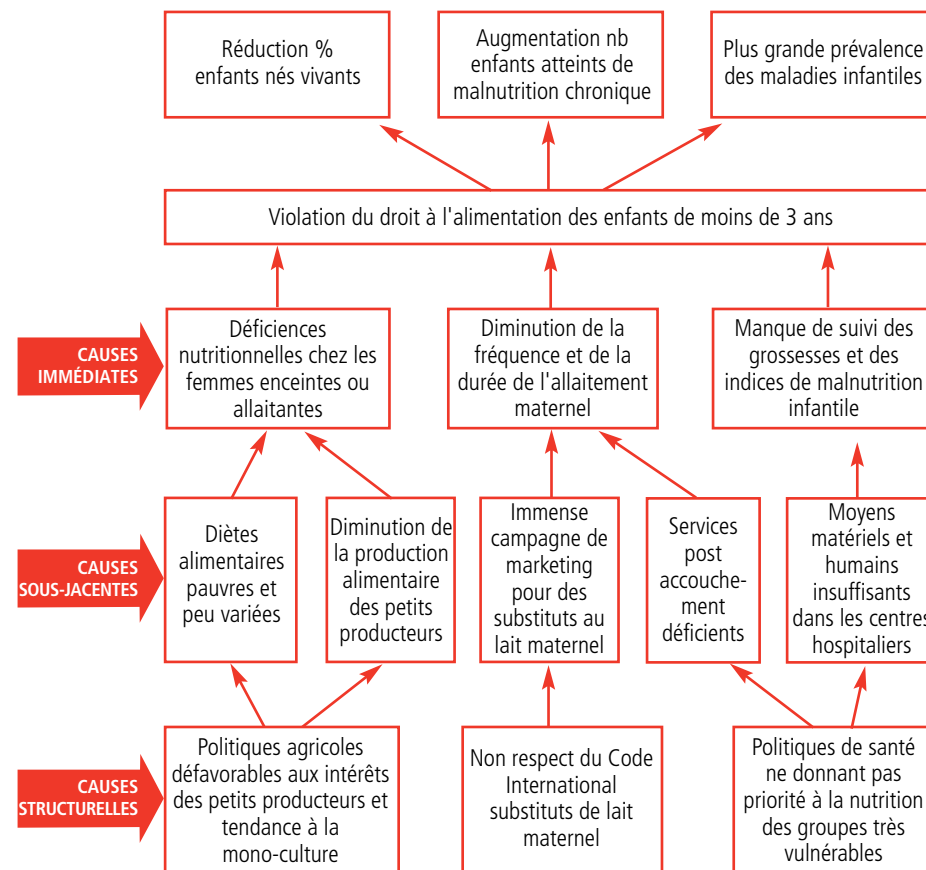 Réduction %
enfants nés vivants
Augmentation nb
enfants atteints de
malnutrition chronique
Plus grande prévalence
des maladies infantiles
Violation du droit à l'alimentation des enfants de moins de 3 ans
CAUSES
IMMÉDIATES
Déficiences
nutritionnelles chez les
femmes enceintes ou
allaitantes
Diminution de la
fréquence et de la
durée de l'allaitement
maternel
Manque de suivi des
grossesses et des
indices de malnutrition
infantile
CAUSES
SOUS-JACENTES
Diètes
alimentaires
pauvres et
peu variées
Diminution de
la production
alimentaire
des petits
producteurs
Immense
campagne de
marketing
pour des
substituts au
lait maternel
Services
post
accouche-
ment
déficients
Moyens
matériels et
humains
insuffisants
dans les centres
hospitaliers
CAUSES
STRUCTURELLES
Politiques agricoles
défavorables aux intérêts
des petits producteurs et
tendance à la
mono-culture
Non respect du Code
International
substituts de lait
maternel
Politiques de santé
ne donnant pas
priorité à la nutrition
des groupes très
vulnérables